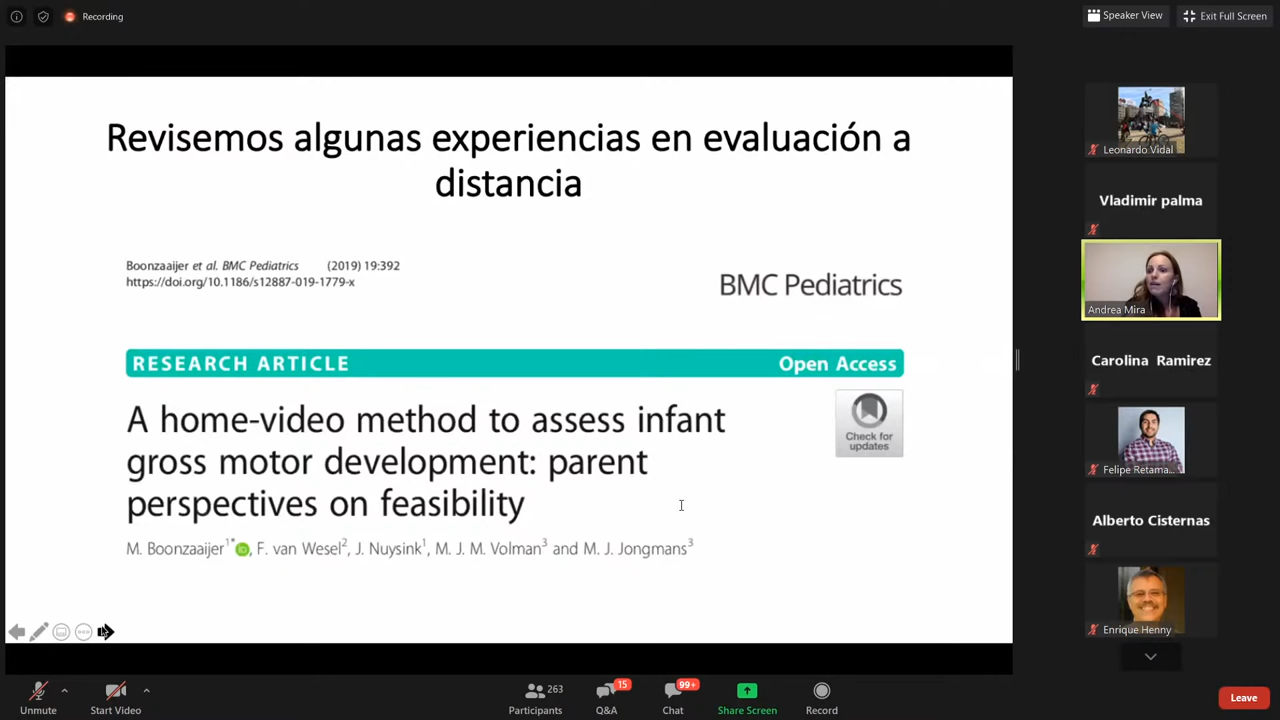 Recording
Speaker View
Exit Full Screen
Revisemos algunas experiencias en evaluación a
distancia
Boonzaaijer et al. BMC Pediatrics (2019) 19:392
https://doi.org/10.1186/s12887-019-1779-x
BMC Pediatrics
RESEARCH ARTICLE
Open Access
A home-video method to assess infant
gross motor development: parent
perspectives on feasibility
Check for
updates
M. Boonzaaijer1*, F. van Wesel2, J. Nuysink1, M. J. M. Volman3 and M. J. Jongmans3
Leonardo Vidal
Vladimir palma
Andrea Mira
Carolina Ramirez
Felipe Retama...
Alberto Cisternas
Enrique Henny
Unmute
Start Video
263
Participants
15
Q&A
99+
Chat
Share Screen
Record
Leave